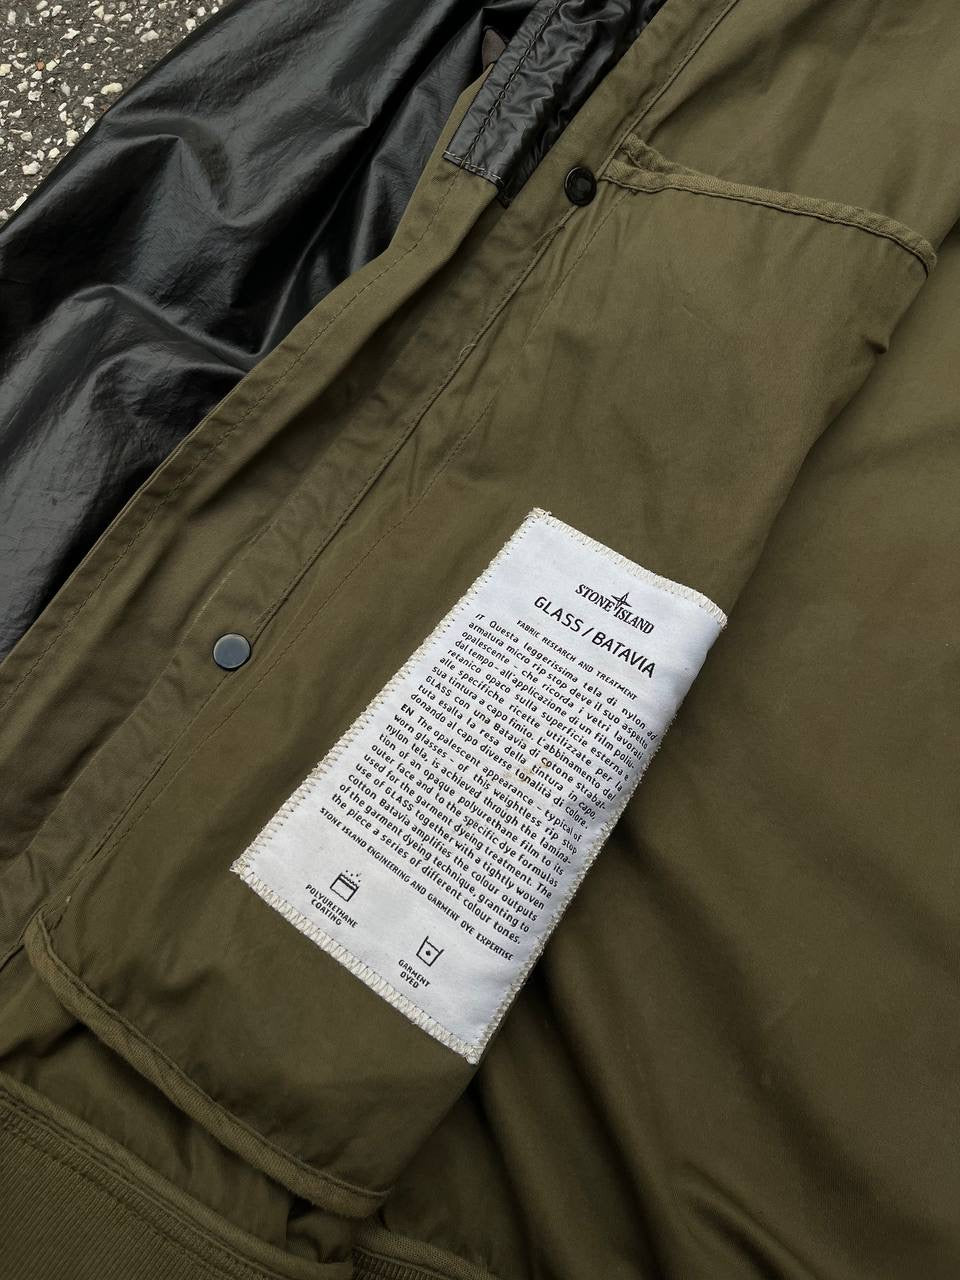 STONE ISLAND
GLASS/BATAVIA
FABRIC RESEARCH AND TREATMENT
IT Questa leggerissima tela di nylon ad
armatura micro rip stop deve il suo aspetto
opalescente – che ricorda i vetri lavorati
dal tempo – all'applicazione di un film poliu-
retanico opaco sulla superficie esterna e
alle specifiche ricette utilizzate per la
sua tintura a capo finito. L'abbinamento del
GLASS con una Batavia di cotone strabat-
tuta esalta la resa della tintura in capo,
donando al capo diverse tonalità di colore.
EN The opalescent appearance – typical of
worn glasses – of this weightless rip stop
nylon tela, is achieved through the lamina-
tion of an opaque polyurethane film to its
outer face and to the specific dye formulas
used for the garment dyeing treatment. The
use of GLASS together with a tightly woven
cotton Batavia amplifies the colour outputs
of the garment dyeing technique, granting to
the piece a series of different colour tones.
STONE ISLAND ENGINEERING AND GARMENT DYE EXPERTISE
POLYURETHANE
COATING
GARMENT
DYED